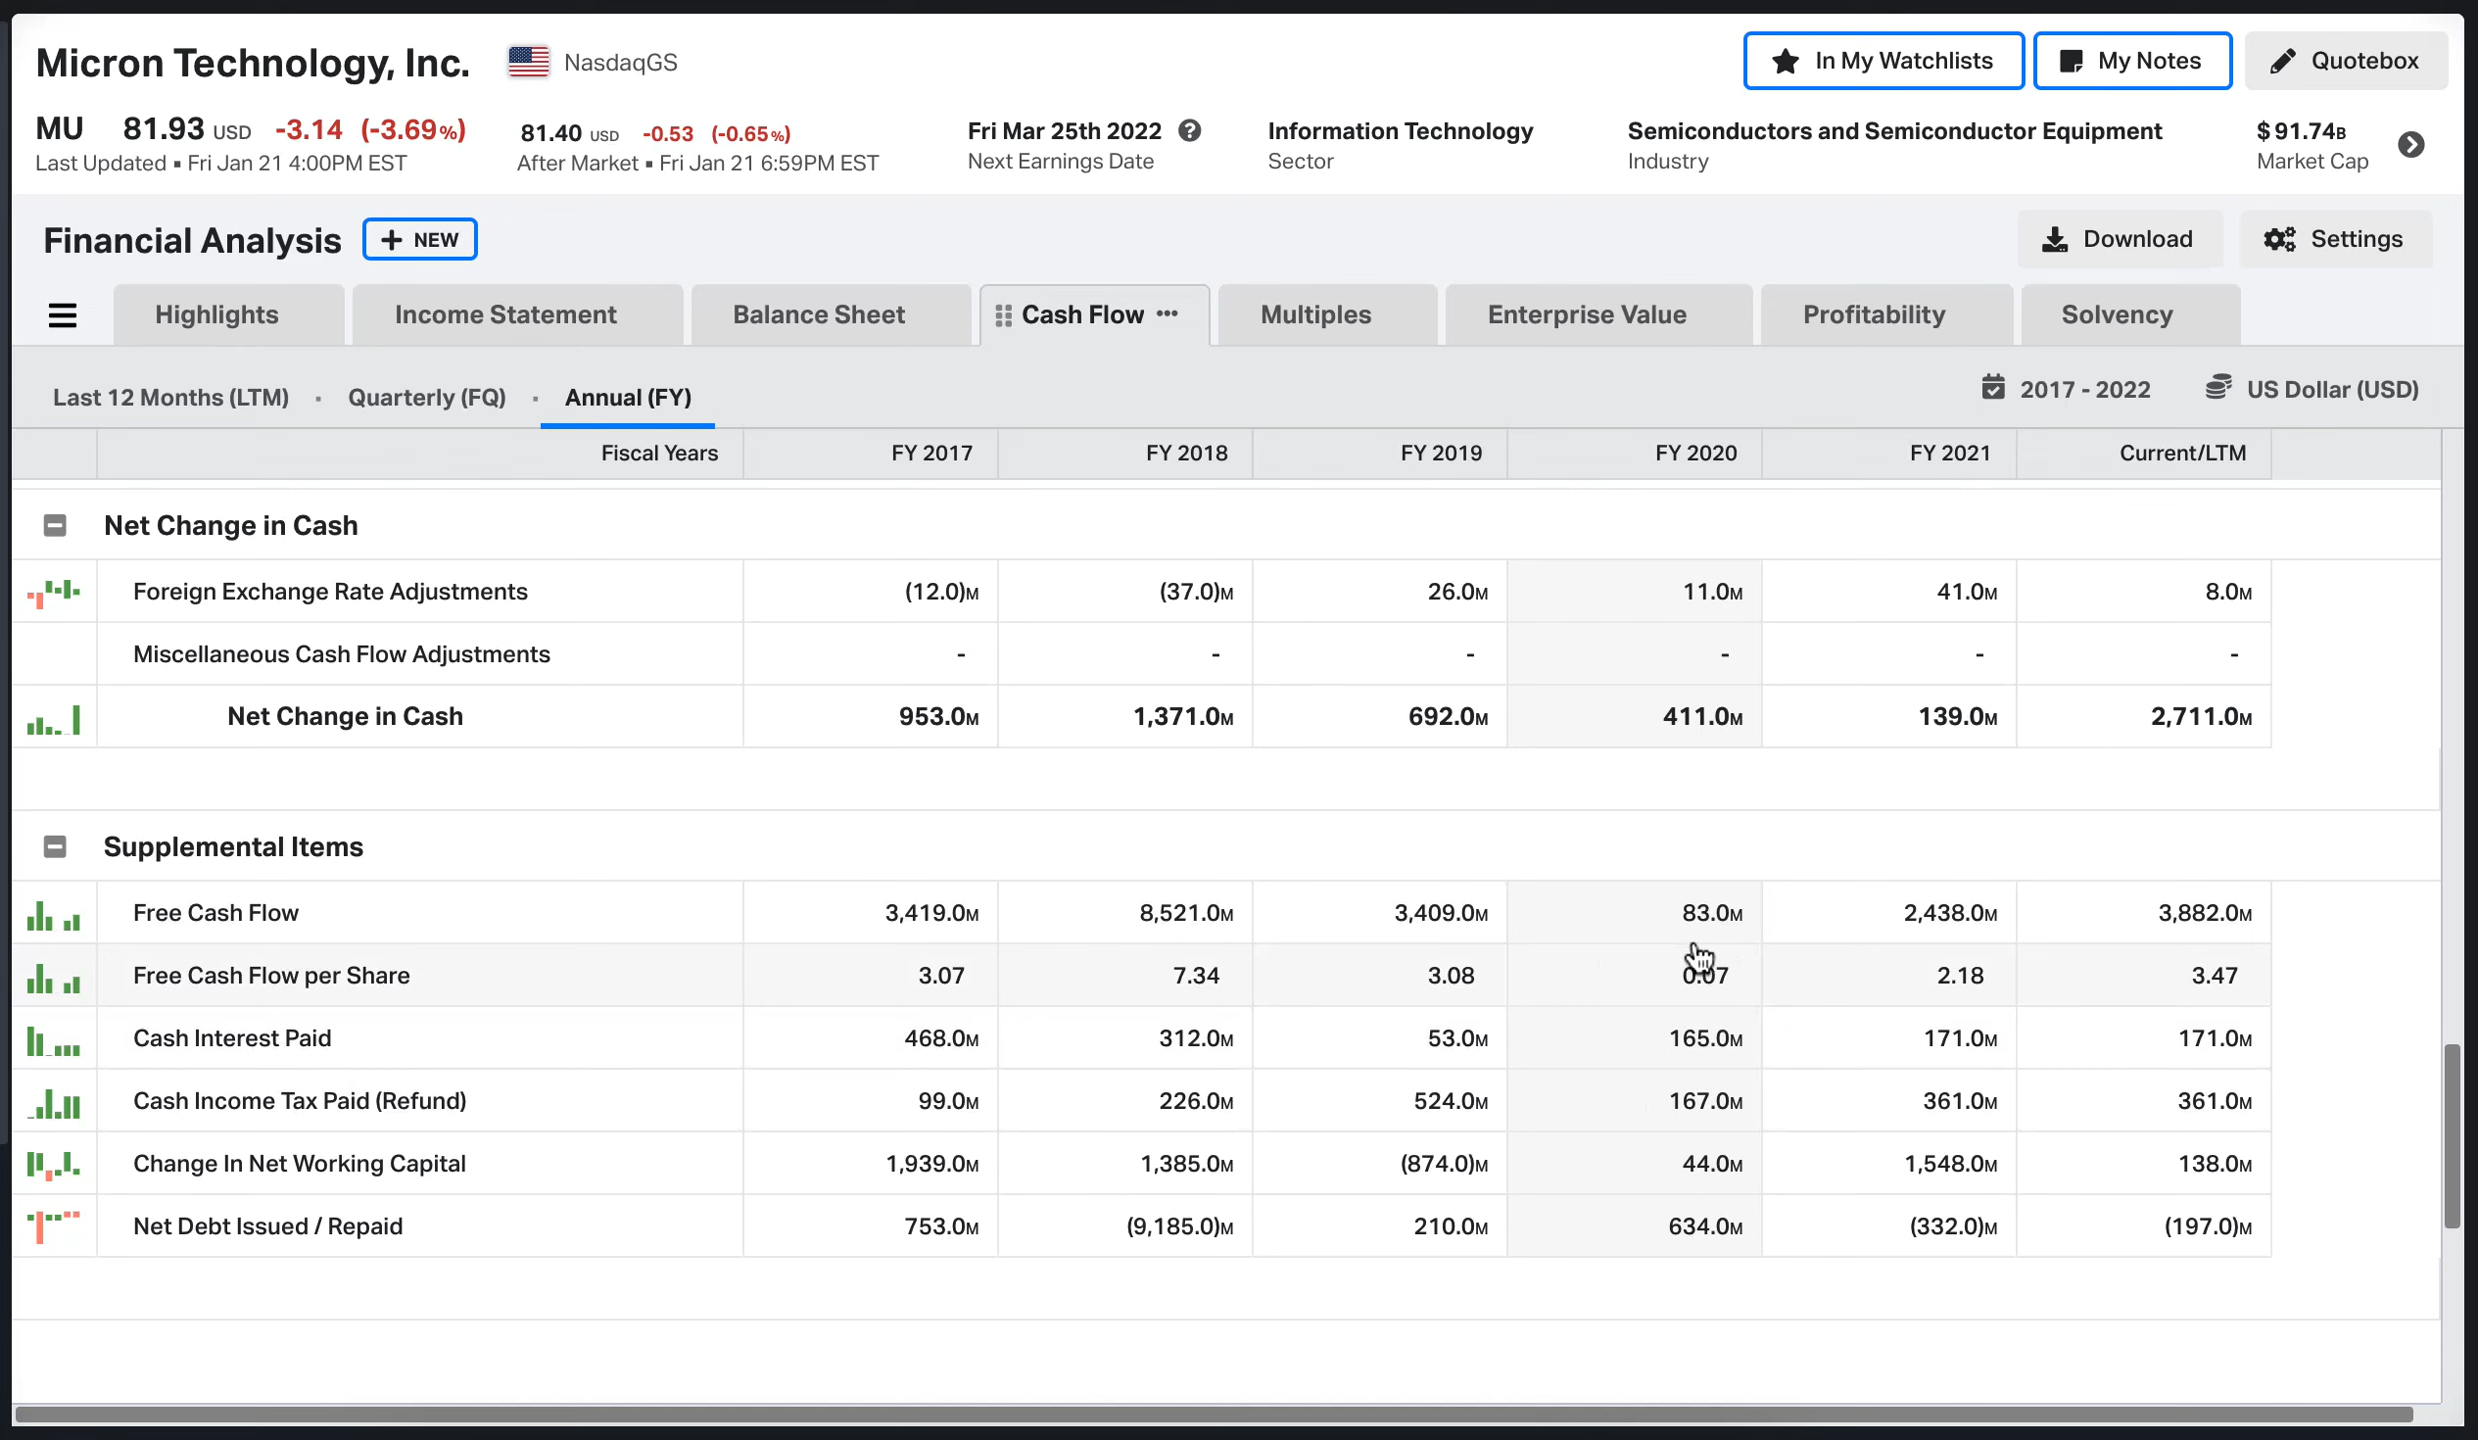 Micron Technology, Inc. NasdaqGS In My Watchlists My Notes Quotebox
MU 81.93 USD -3.14 (-3.69%) 81.40 USD -0.53 (-0.65%) Fri Mar 25th 2022 Information Technology Semiconductors and Semiconductor Equipment $91.74B
Last Updated ▪ Fri Jan 21 4:00PM EST After Market ▪ Fri Jan 21 6:59PM EST Next Earnings Date Sector Industry Market Cap
Financial Analysis + NEW Download Settings
Highlights Income Statement Balance Sheet Cash Flow ••• Multiples Enterprise Value Profitability Solvency
Last 12 Months (LTM) · Quarterly (FQ) · Annual (FY) 2017 - 2022 US Dollar (USD)
Fiscal Years FY 2017 FY 2018 FY 2019 FY 2020 FY 2021 Current/LTM
Net Change in Cash
Foreign Exchange Rate Adjustments (12.0)M (37.0)M 26.0M 11.0M 41.0M 8.0M
Miscellaneous Cash Flow Adjustments - - - - - -
Net Change in Cash 953.0M 1,371.0M 692.0M 411.0M 139.0M 2,711.0M
Supplemental Items
Free Cash Flow 3,419.0M 8,521.0M 3,409.0M 83.0M 2,438.0M 3,882.0M
Free Cash Flow per Share 3.07 7.34 3.08 0.07 2.18 3.47
Cash Interest Paid 468.0M 312.0M 53.0M 165.0M 171.0M 171.0M
Cash Income Tax Paid (Refund) 99.0M 226.0M 524.0M 167.0M 361.0M 361.0M
Change In Net Working Capital 1,939.0M 1,385.0M (874.0)M 44.0M 1,548.0M 138.0M
Net Debt Issued / Repaid 753.0M (9,185.0)M 210.0M 634.0M (332.0)M (197.0)M